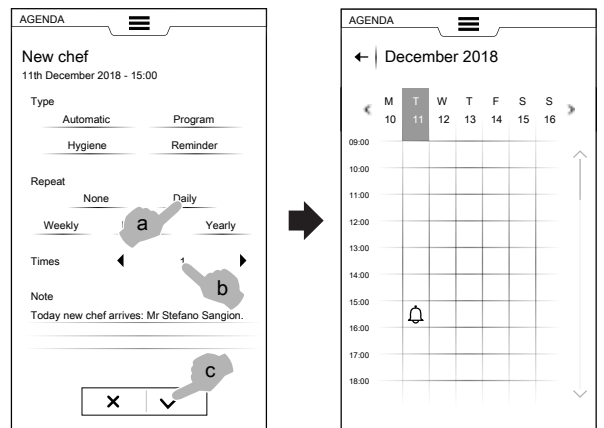 AGENDA
New chef
11th December 2018 - 15:00
Type
Automatic Program
Hygiene Reminder
Repeat
None Daily
Weekly Yearly
a
Times 1
b
Note
Today new chef arrives: Mr Stefano Sangion.
c
AGENDA
December 2018
M T W T F S S
10 11 12 13 14 15 16
09:00
10:00
11:00
12:00
13:00
14:00
15:00
16:00
17:00
18:00